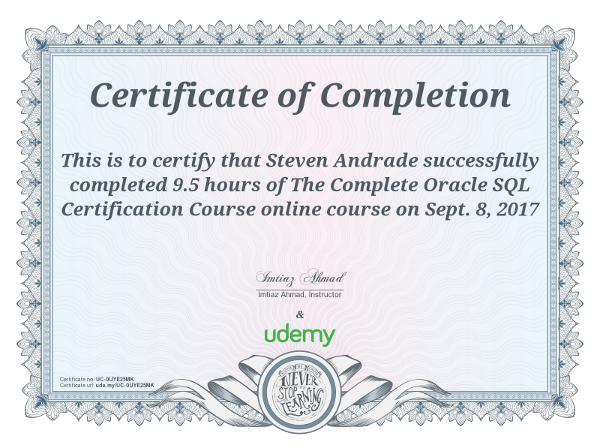 Certificate of Completion
This is to certify that Steven Andrade successfully
completed 9.5 hours of The Complete Oracle SQL
Certification Course online course on Sept. 8, 2017
Imtiaz Ahmad
Imtiaz Ahmad, Instructor
&
udemy
Certificate no: UC-0UYE25MK
Certificate url: ude.my/UC-0UYE25MK
NEVER
STOP
LEARNING